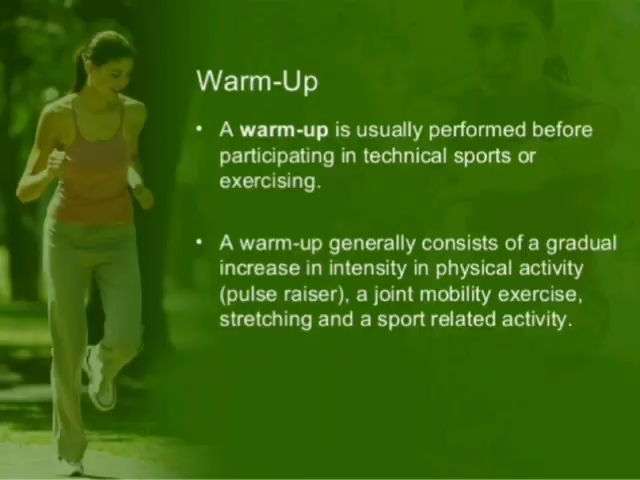 Warm-Up
• A warm-up is usually performed before
participating in technical sports or
exercising.
• A warm-up generally consists of a gradual
increase in intensity in physical activity
(pulse raiser), a joint mobility exercise,
stretching and a sport related activity.